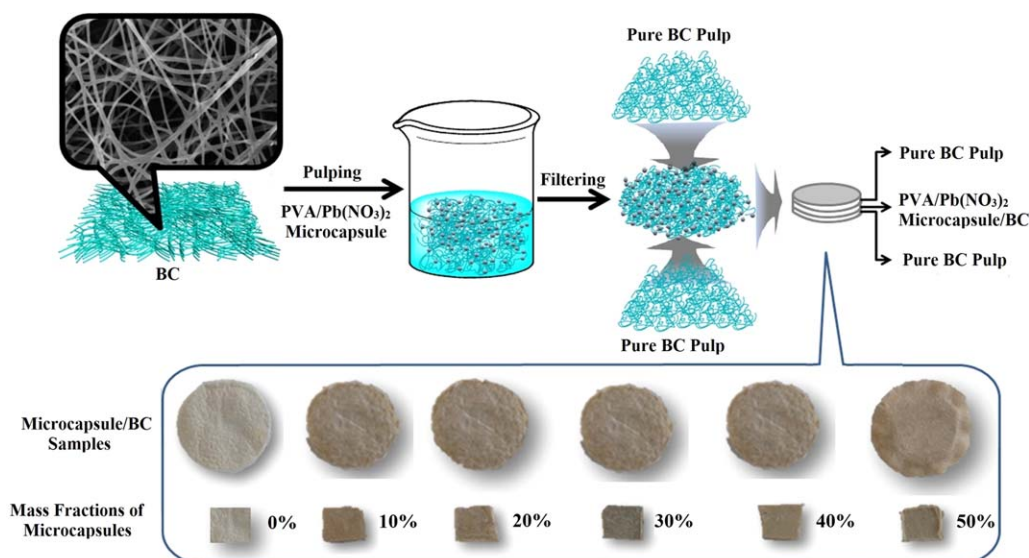 Pure BC Pulp
Pulping
PVA/Pb(NO₃)₂
Microcapsule
Filtering
BC
Pure BC Pulp
PVA/Pb(NO₃)₂
Microcapsule/BC
Pure BC Pulp
Pure BC Pulp
Microcapsule/BC
Samples
Mass Fractions of
Microcapsules
0% 10% 20% 30% 40% 50%